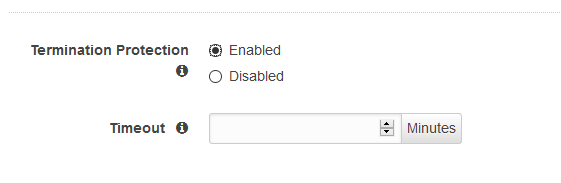 Termination Protection
Enabled
Disabled
Timeout
Minutes